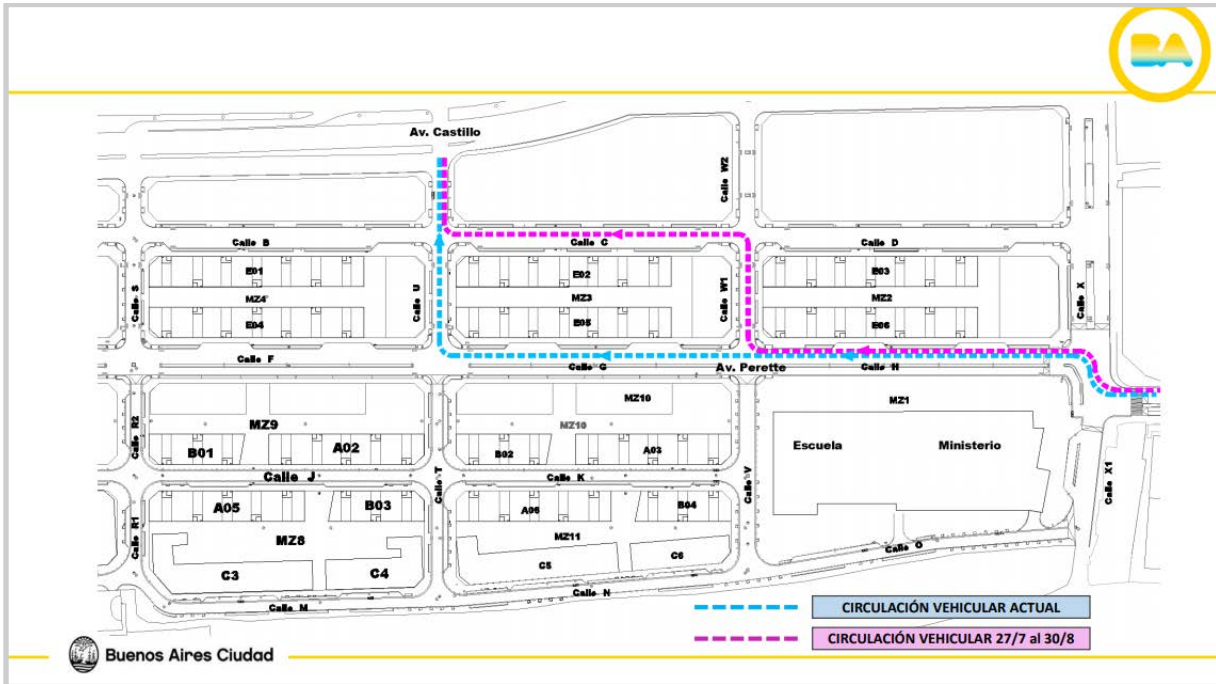 BA
Av. Castillo
Calle W2
Calle B
Calle C
Calle D
E01
E02
E03
Calle S
MZ4
Calle U
MZ3
Calle W1
MZ2
Calle X
E04
E05
E06
Calle F
Calle G
Av. Perette
Calle H
MZ10
MZ1
Calle R2
MZ9
MZ10
B01
A02
B02
A03
Escuela
Ministerio
Calle J
Calle T
Calle K
Calle V
Calle X1
A05
B03
A06
B04
Calle R1
MZ8
MZ11
Calle O
C3
C4
C5
C6
Calle M
Calle N
CIRCULACIÓN VEHICULAR ACTUAL
CIRCULACIÓN VEHICULAR 27/7 al 30/8
Buenos Aires Ciudad